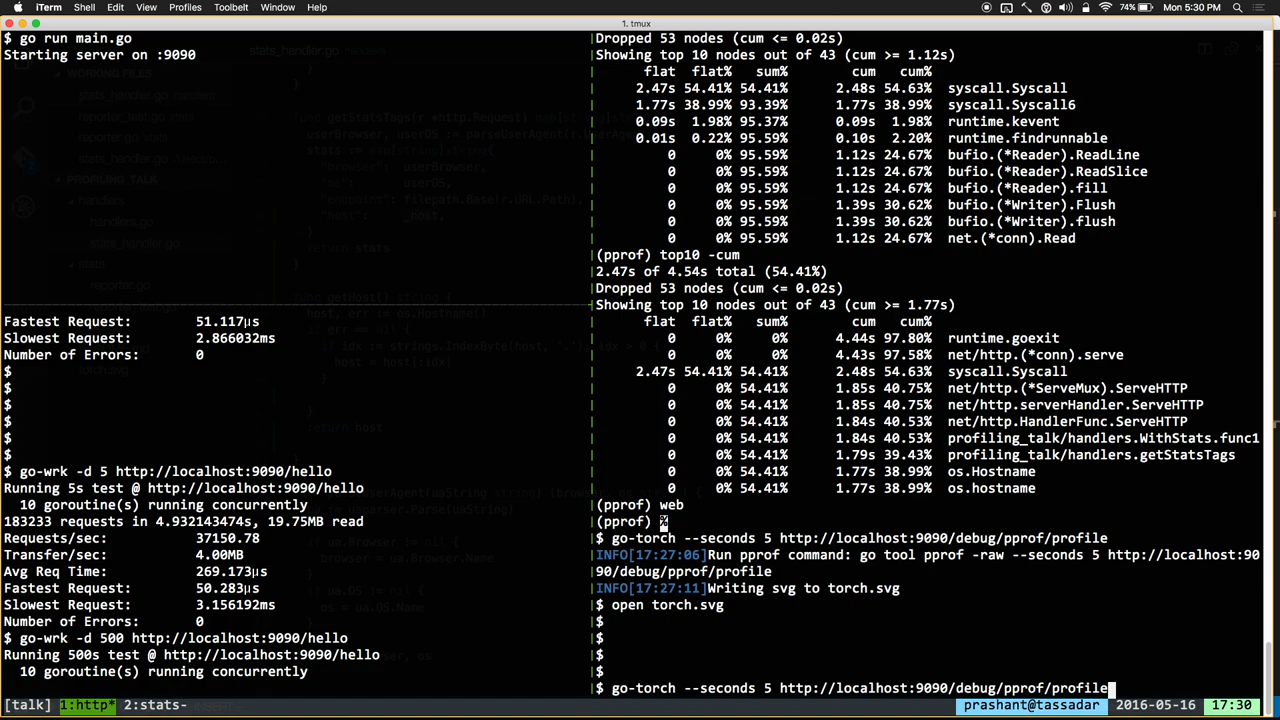 iTerm Shell Edit View Profiles Toolbelt Window Help 74% Mon 5:30 PM
1. tmux
$ go run main.go
Starting server on :9090
Fastest Request: 51.117µs
Slowest Request: 2.866032ms
Number of Errors: 0
$
$
$
$
$
$
$ go-wrk -d 5 http://localhost:9090/hello
Running 5s test @ http://localhost:9090/hello
10 goroutine(s) running concurrently
183233 requests in 4.932143474s, 19.75MB read
Requests/sec: 37150.78
Transfer/sec: 4.00MB
Avg Req Time: 269.173µs
Fastest Request: 50.283µs
Slowest Request: 3.156192ms
Number of Errors: 0
$ go-wrk -d 500 http://localhost:9090/hello
Running 500s test @ http://localhost:9090/hello
10 goroutine(s) running concurrently
Dropped 53 nodes (cum <= 0.02s)
Showing top 10 nodes out of 43 (cum >= 1.12s)
flat flat% sum% cum cum%
2.47s 54.41% 54.41% 2.48s 54.63% syscall.Syscall
1.77s 38.99% 93.39% 1.77s 38.99% syscall.Syscall6
0.09s 1.98% 95.37% 0.09s 1.98% runtime.kevent
0.01s 0.22% 95.59% 0.10s 2.20% runtime.findrunnable
0 0% 95.59% 1.12s 24.67% bufio.(*Reader).ReadLine
0 0% 95.59% 1.12s 24.67% bufio.(*Reader).ReadSlice
0 0% 95.59% 1.12s 24.67% bufio.(*Reader).fill
0 0% 95.59% 1.39s 30.62% bufio.(*Writer).Flush
0 0% 95.59% 1.39s 30.62% bufio.(*Writer).flush
0 0% 95.59% 1.12s 24.67% net.(*conn).Read
(pprof) top10 -cum
2.47s of 4.54s total (54.41%)
Dropped 53 nodes (cum <= 0.02s)
Showing top 10 nodes out of 43 (cum >= 1.77s)
flat flat% sum% cum cum%
0 0% 0% 4.44s 97.80% runtime.goexit
0 0% 0% 4.43s 97.58% net/http.(*conn).serve
2.47s 54.41% 54.41% 2.48s 54.63% syscall.Syscall
0 0% 54.41% 1.85s 40.75% net/http.(*ServeMux).ServeHTTP
0 0% 54.41% 1.85s 40.75% net/http.serverHandler.ServeHTTP
0 0% 54.41% 1.84s 40.53% net/http.HandlerFunc.ServeHTTP
0 0% 54.41% 1.84s 40.53% profiling_talk/handlers.WithStats.func1
0 0% 54.41% 1.79s 39.43% profiling_talk/handlers.getStatsTags
0 0% 54.41% 1.77s 38.99% os.Hostname
0 0% 54.41% 1.77s 38.99% os.hostname
(pprof) web
(pprof) %
$ go-torch --seconds 5 http://localhost:9090/debug/pprof/profile
INFO[17:27:06]Run pprof command: go tool pprof -raw --seconds 5 http://localhost:90
90/debug/pprof/profile
INFO[17:27:11]Writing svg to torch.svg
$ open torch.svg
$
$
$
$
$ go-torch --seconds 5 http://localhost:9090/debug/pprof/profile
[talk] 1:http* 2:stats- prashant@tassadar 2016-05-16 17:30